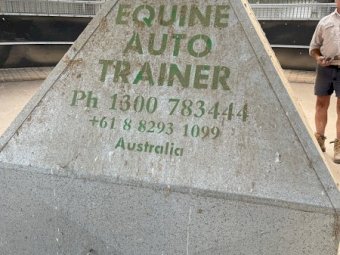 EQUINE
AUTO
TRAINER
Ph 1300 783444
+61 8 8293 1099
Australia